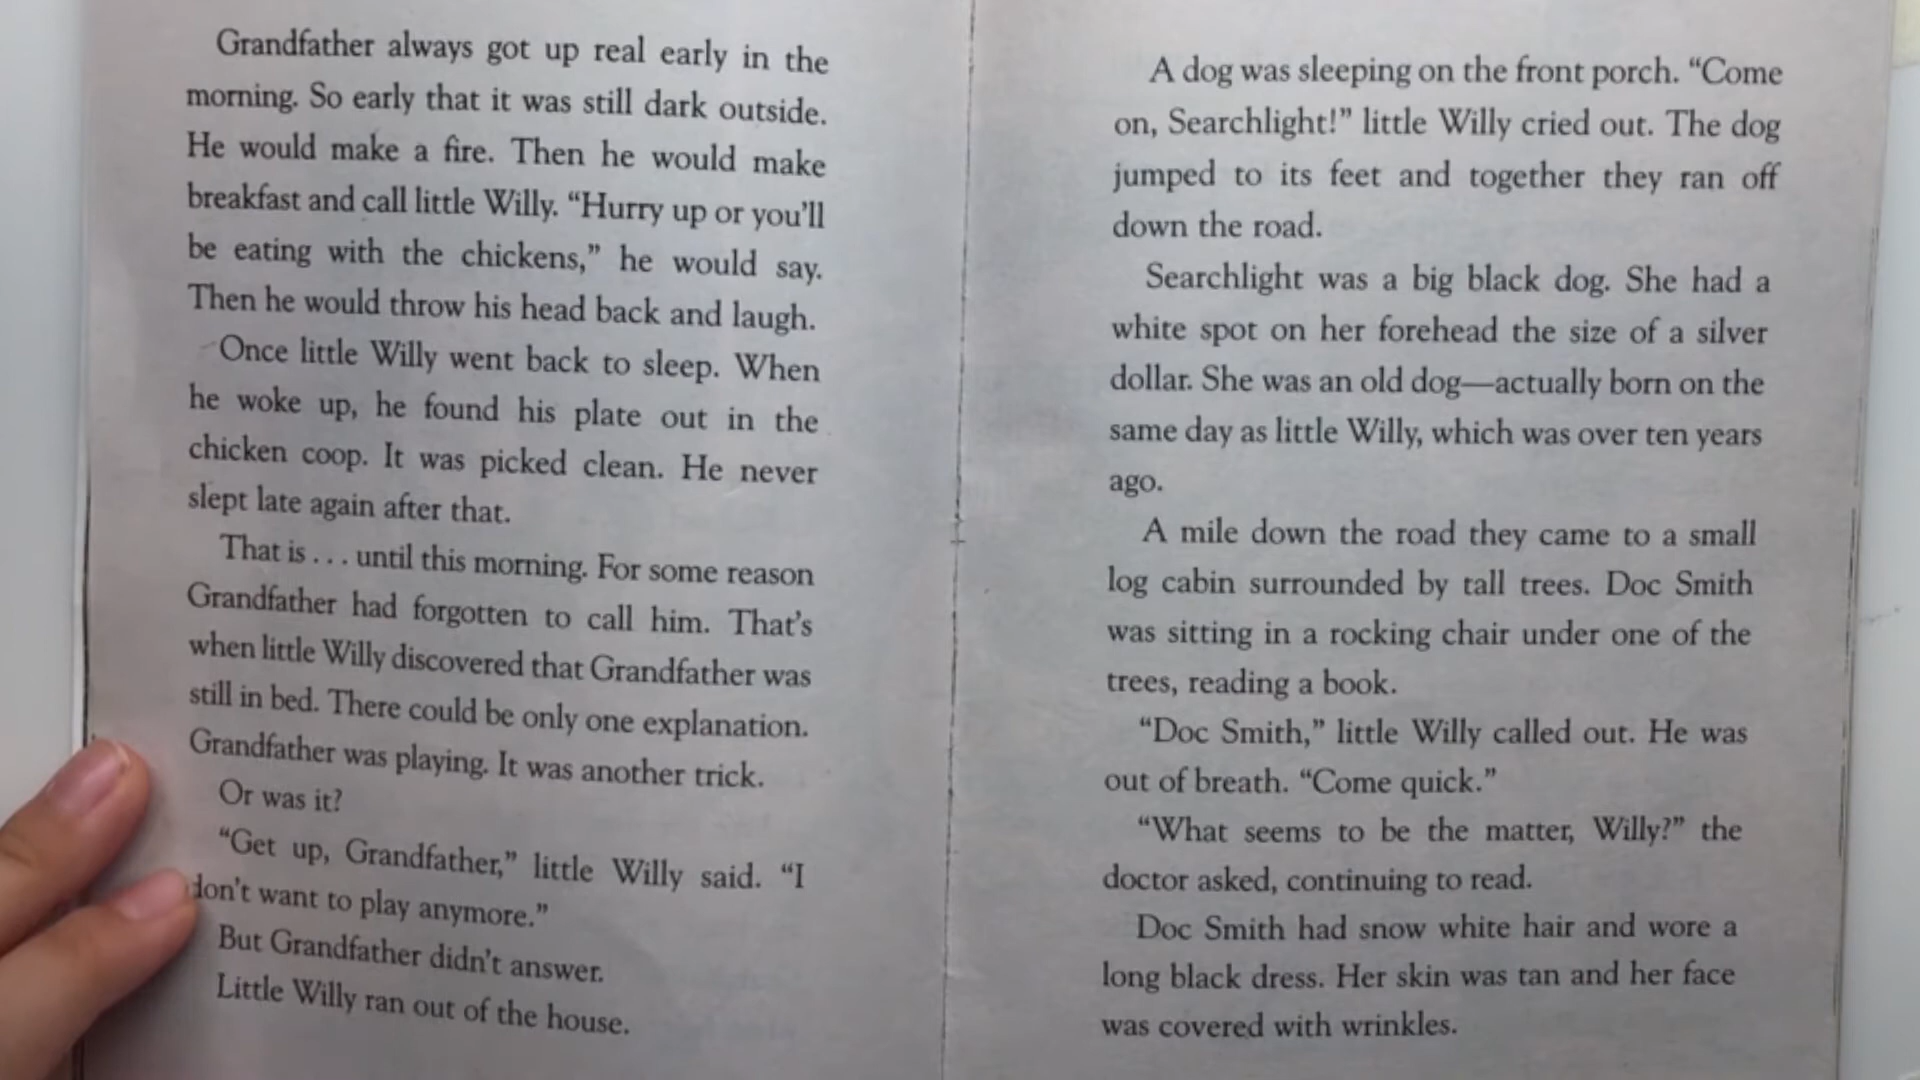 Grandfather always got up real early in the
morning. So early that it was still dark outside.
He would make a fire. Then he would make
breakfast and call little Willy. “Hurry up or you’ll
be eating with the chickens,” he would say.
Then he would throw his head back and laugh.
Once little Willy went back to sleep. When
he woke up, he found his plate out in the
chicken coop. It was picked clean. He never
slept late again after that.
That is . . . until this morning. For some reason
Grandfather had forgotten to call him. That’s
when little Willy discovered that Grandfather was
still in bed. There could be only one explanation.
Grandfather was playing. It was another trick.
Or was it?
“Get up, Grandfather,” little Willy said. “I
don’t want to play anymore.”
But Grandfather didn’t answer.
Little Willy ran out of the house.
A dog was sleeping on the front porch. “Come
on, Searchlight!” little Willy cried out. The dog
jumped to its feet and together they ran off
down the road.
Searchlight was a big black dog. She had a
white spot on her forehead the size of a silver
dollar. She was an old dog—actually born on the
same day as little Willy, which was over ten years
ago.
A mile down the road they came to a small
log cabin surrounded by tall trees. Doc Smith
was sitting in a rocking chair under one of the
trees, reading a book.
“Doc Smith,” little Willy called out. He was
out of breath. “Come quick.”
“What seems to be the matter, Willy?” the
doctor asked, continuing to read.
Doc Smith had snow white hair and wore a
long black dress. Her skin was tan and her face
was covered with wrinkles.